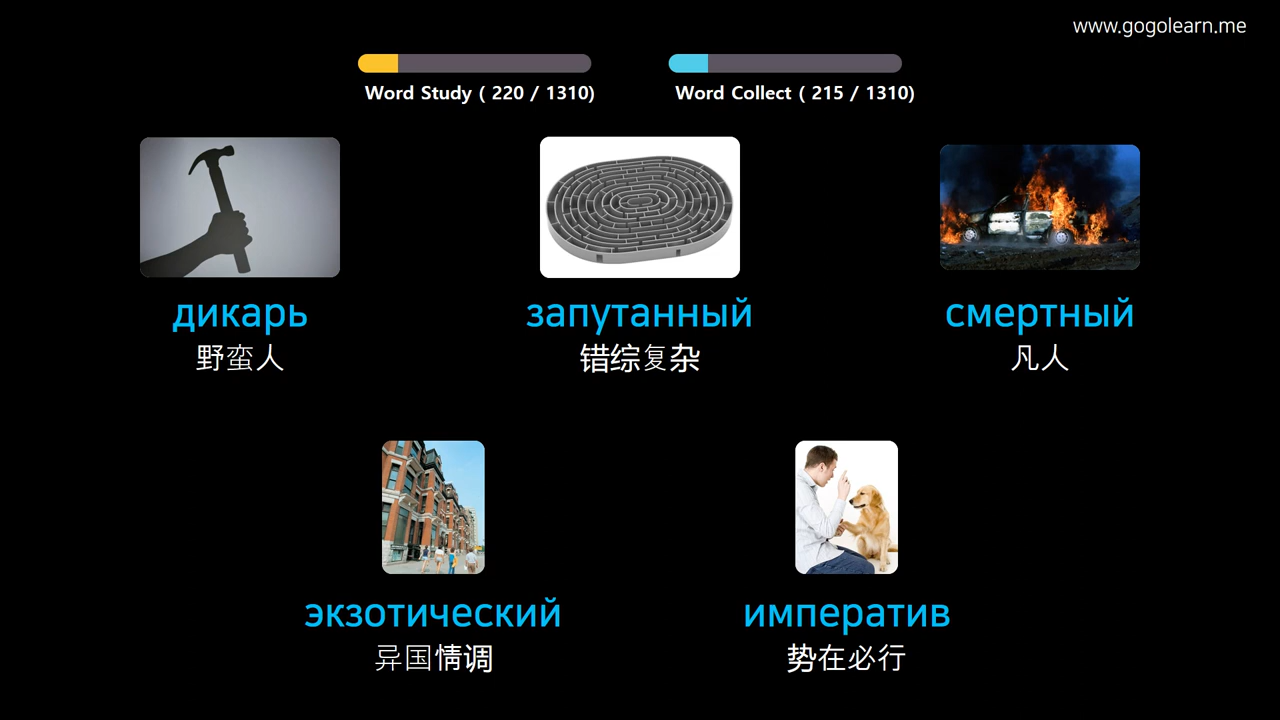 www.gogolearn.me
Word Study ( 220 / 1310)
Word Collect ( 215 / 1310)
дикарь
野蛮人
запутанный
错综复杂
смертный
凡人
экзотический
异国情调
императив
势在必行